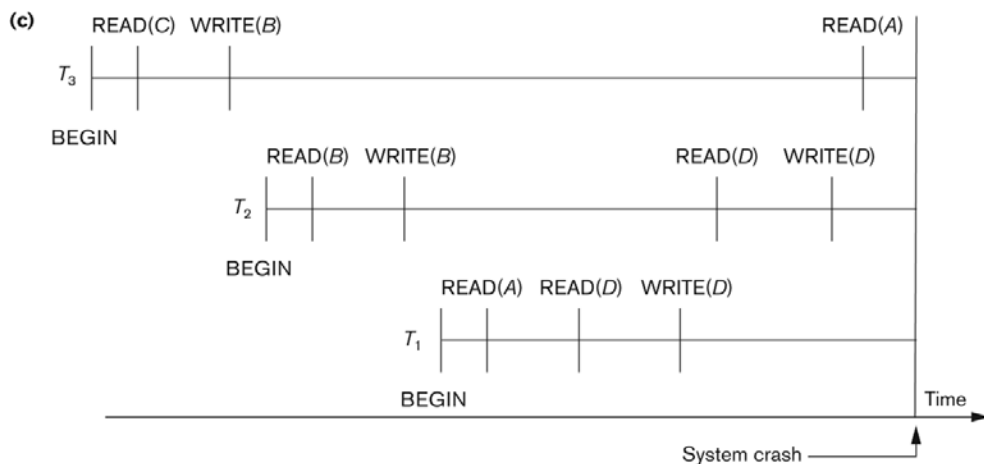 (c)
READ(C) WRITE(B) READ(A)
T3
BEGIN
READ(B) WRITE(B) READ(D) WRITE(D)
T2
BEGIN
READ(A) READ(D) WRITE(D)
T1
BEGIN
Time
System crash